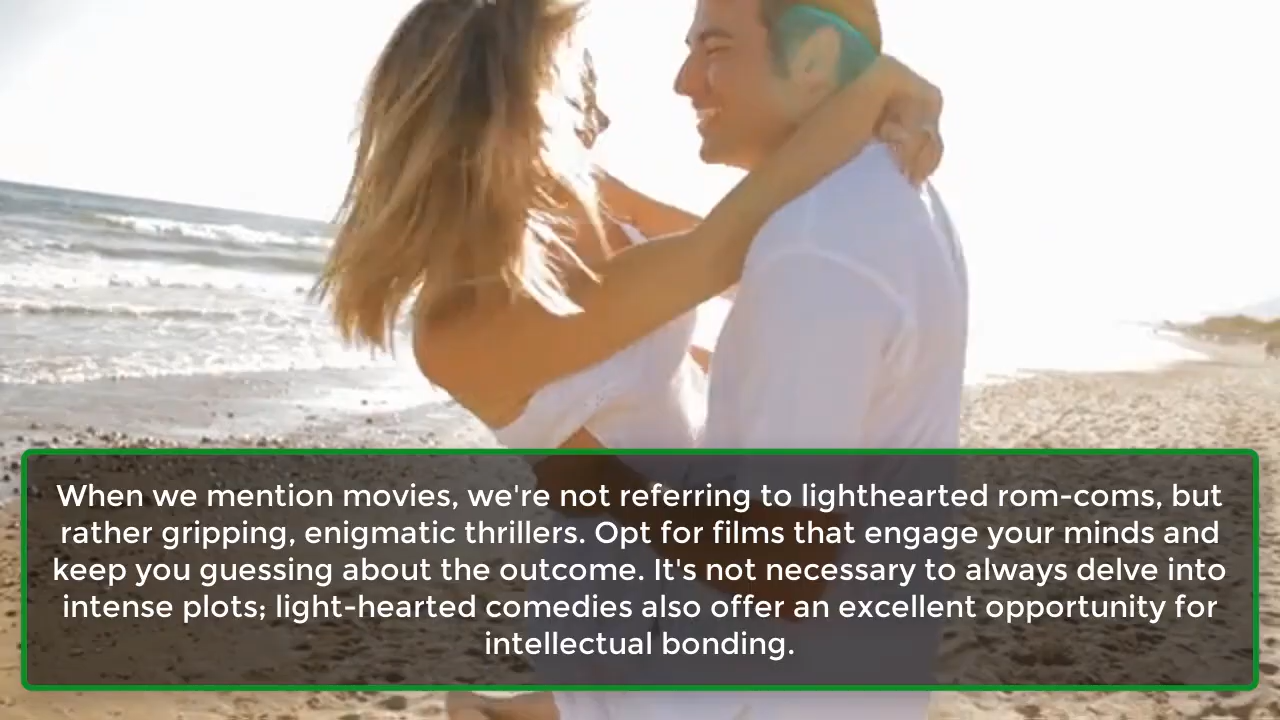 When we mention movies, we're not referring to lighthearted rom-coms, but
rather gripping, enigmatic thrillers. Opt for films that engage your minds and
keep you guessing about the outcome. It's not necessary to always delve into
intense plots; light-hearted comedies also offer an excellent opportunity for
intellectual bonding.